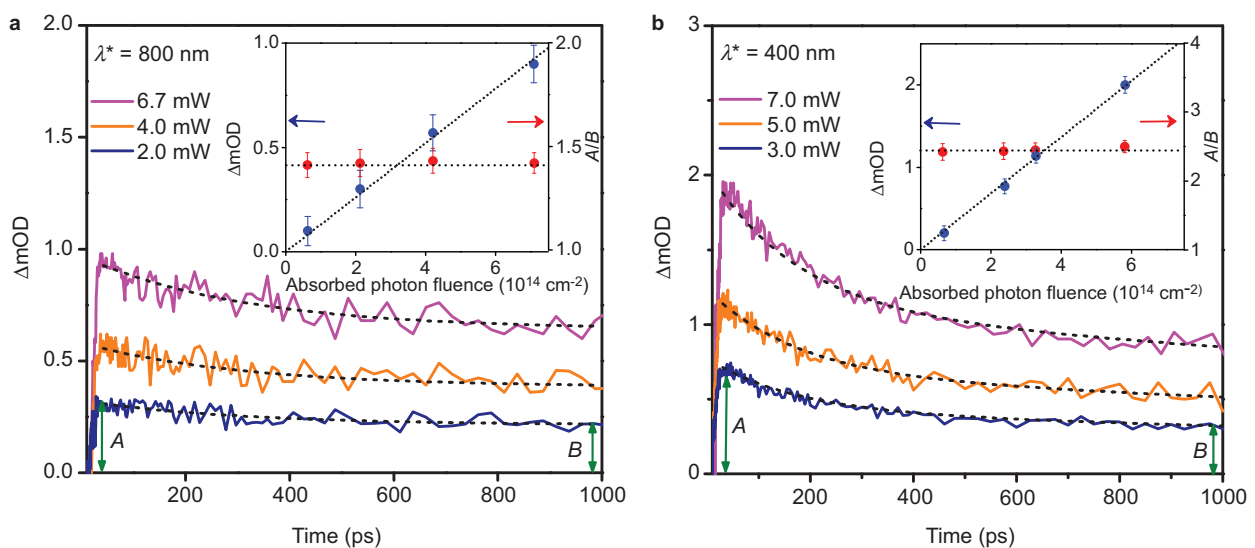 a
λ* = 800 nm
6.7 mW
4.0 mW
2.0 mW
ΔmOD
2.0
1.5
1.0
0.5
0.0
200 400 600 800 1000
Time (ps)
A
B
ΔmOD
1.0
0.5
0.0
0 2 4 6
Absorbed photon fluence (10¹⁴ cm⁻²)
2.0
1.5
1.0
A/B
b
λ* = 400 nm
7.0 mW
5.0 mW
3.0 mW
ΔmOD
3
2
1
0
200 400 600 800 1000
Time (ps)
A
B
ΔmOD
2
1
0
0 2 4 6
Absorbed photon fluence (10¹⁴ cm⁻²)
4
3
2
1
A/B